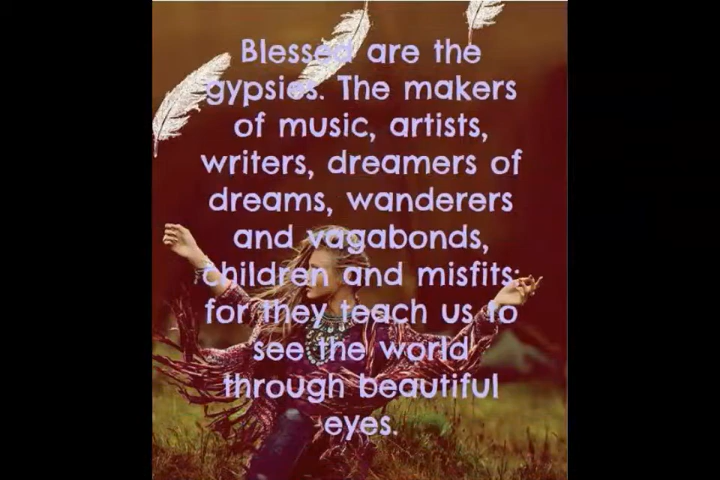 Blessed are the
gypsies. The makers
of music, artists,
writers, dreamers of
dreams, wanderers
and vagabonds,
children and misfits;
for they teach us to
see the world
through beautiful
eyes.